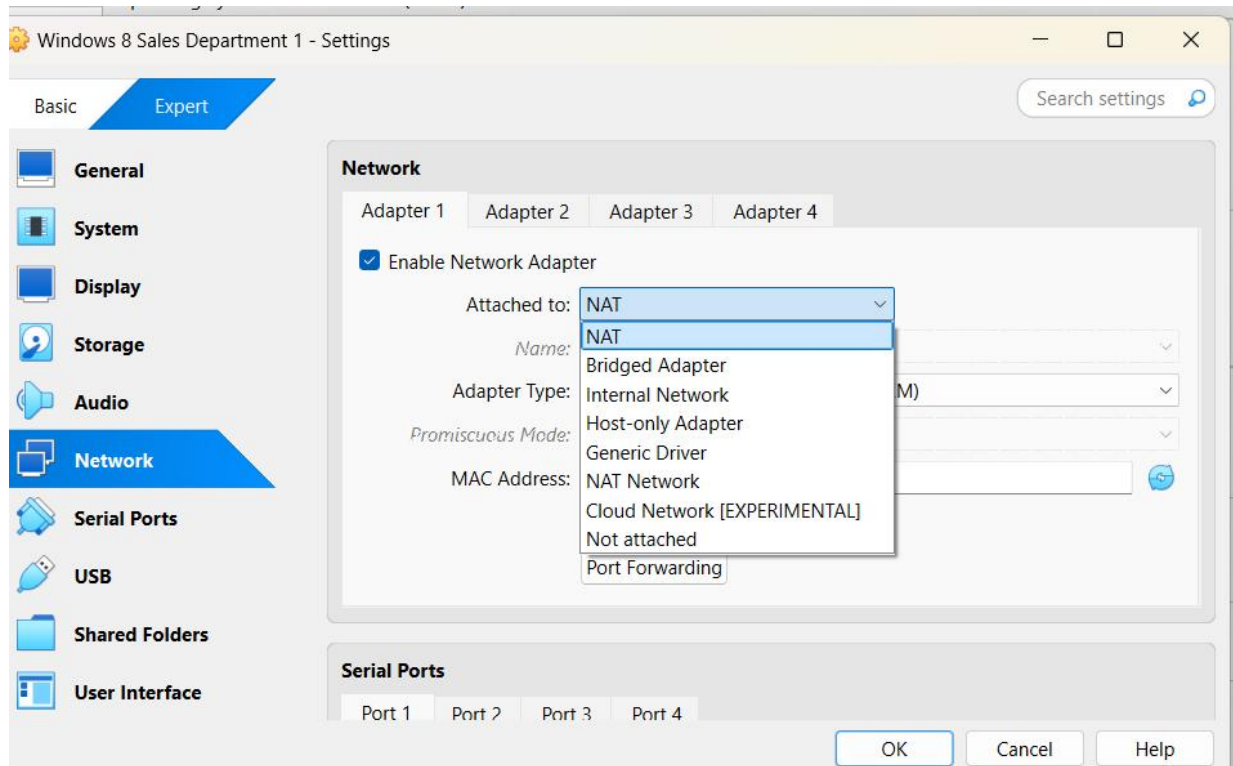 Windows 8 Sales Department 1 - Settings
Basic
Expert
Search settings
General
System
Display
Storage
Audio
Network
Serial Ports
USB
Shared Folders
User Interface
Network
Adapter 1 Adapter 2 Adapter 3 Adapter 4
Enable Network Adapter
Attached to: NAT
NAT
Name:
Bridged Adapter
Adapter Type: Internal Network M)
Host-only Adapter
Promiscuous Mode:
Generic Driver
MAC Address: NAT Network
Cloud Network [EXPERIMENTAL]
Not attached
Port Forwarding
Serial Ports
Port 1 Port 2 Port 3 Port 4
OK Cancel Help